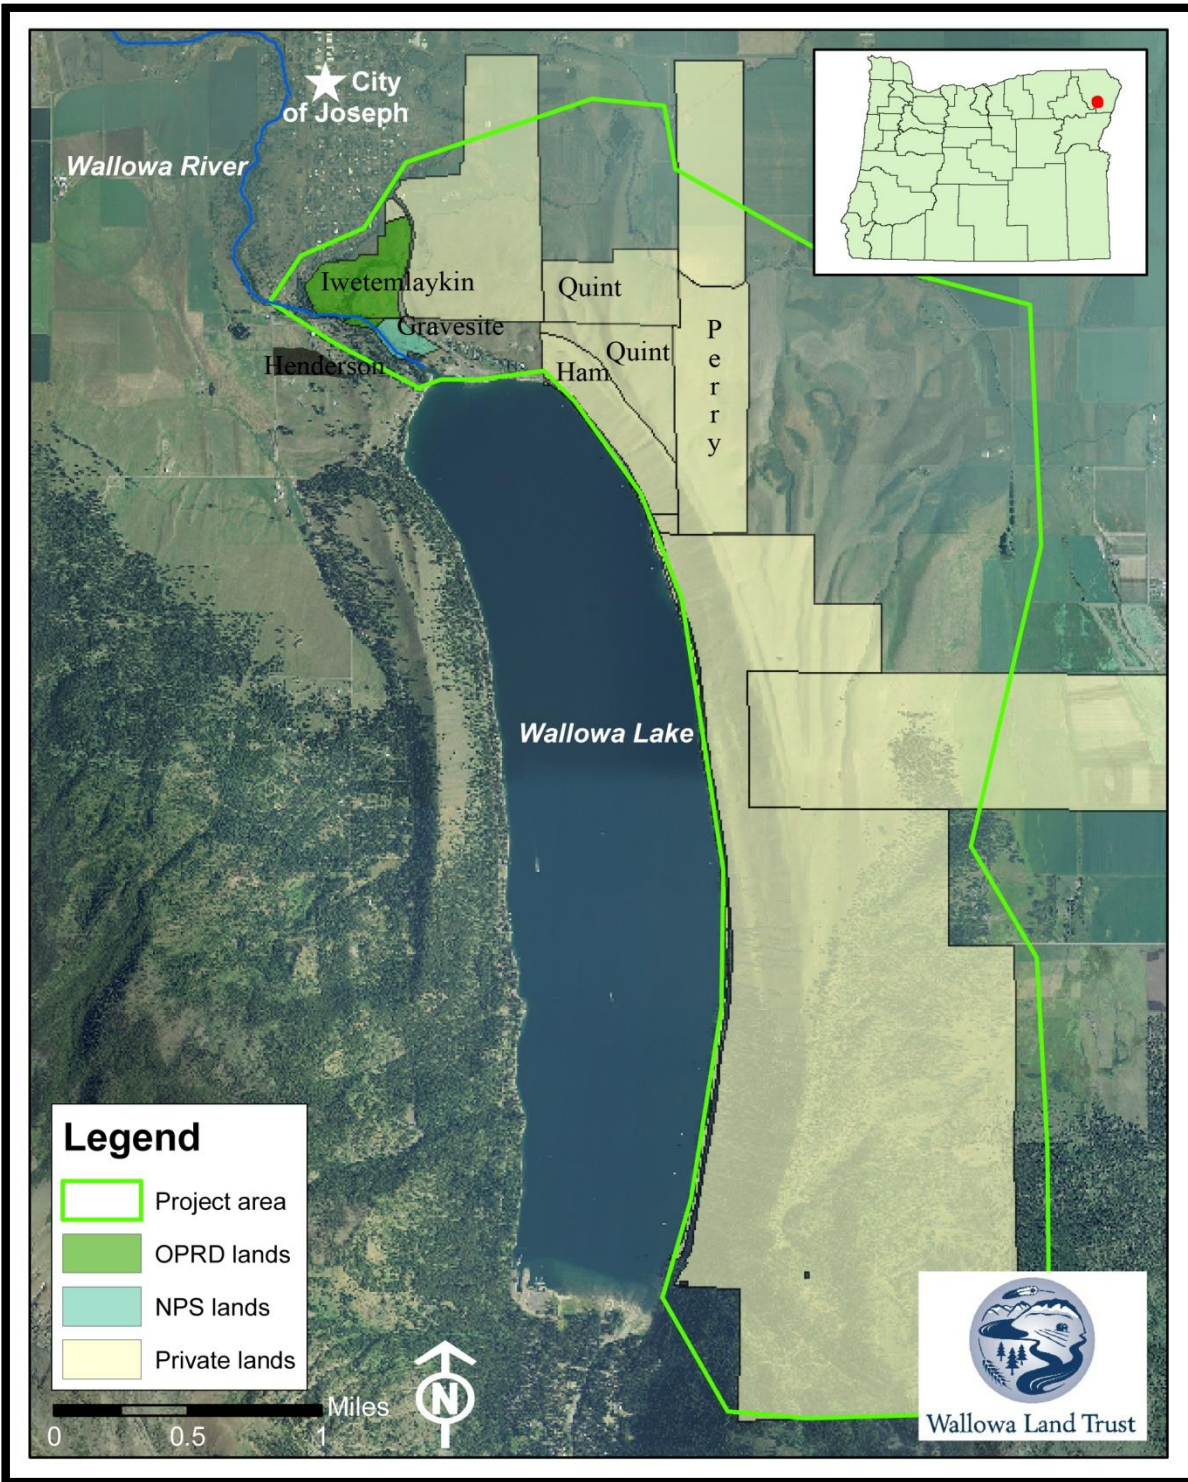 City
of Joseph
Wallowa River
Iwetemlaykin
Quint
Gravesite
Perry
Quint
Henderson
Ham
Wallowa Lake
Legend
Project area
OPRD lands
NPS lands
Private lands
Miles
0 0.5 1
N
Wallowa Land Trust